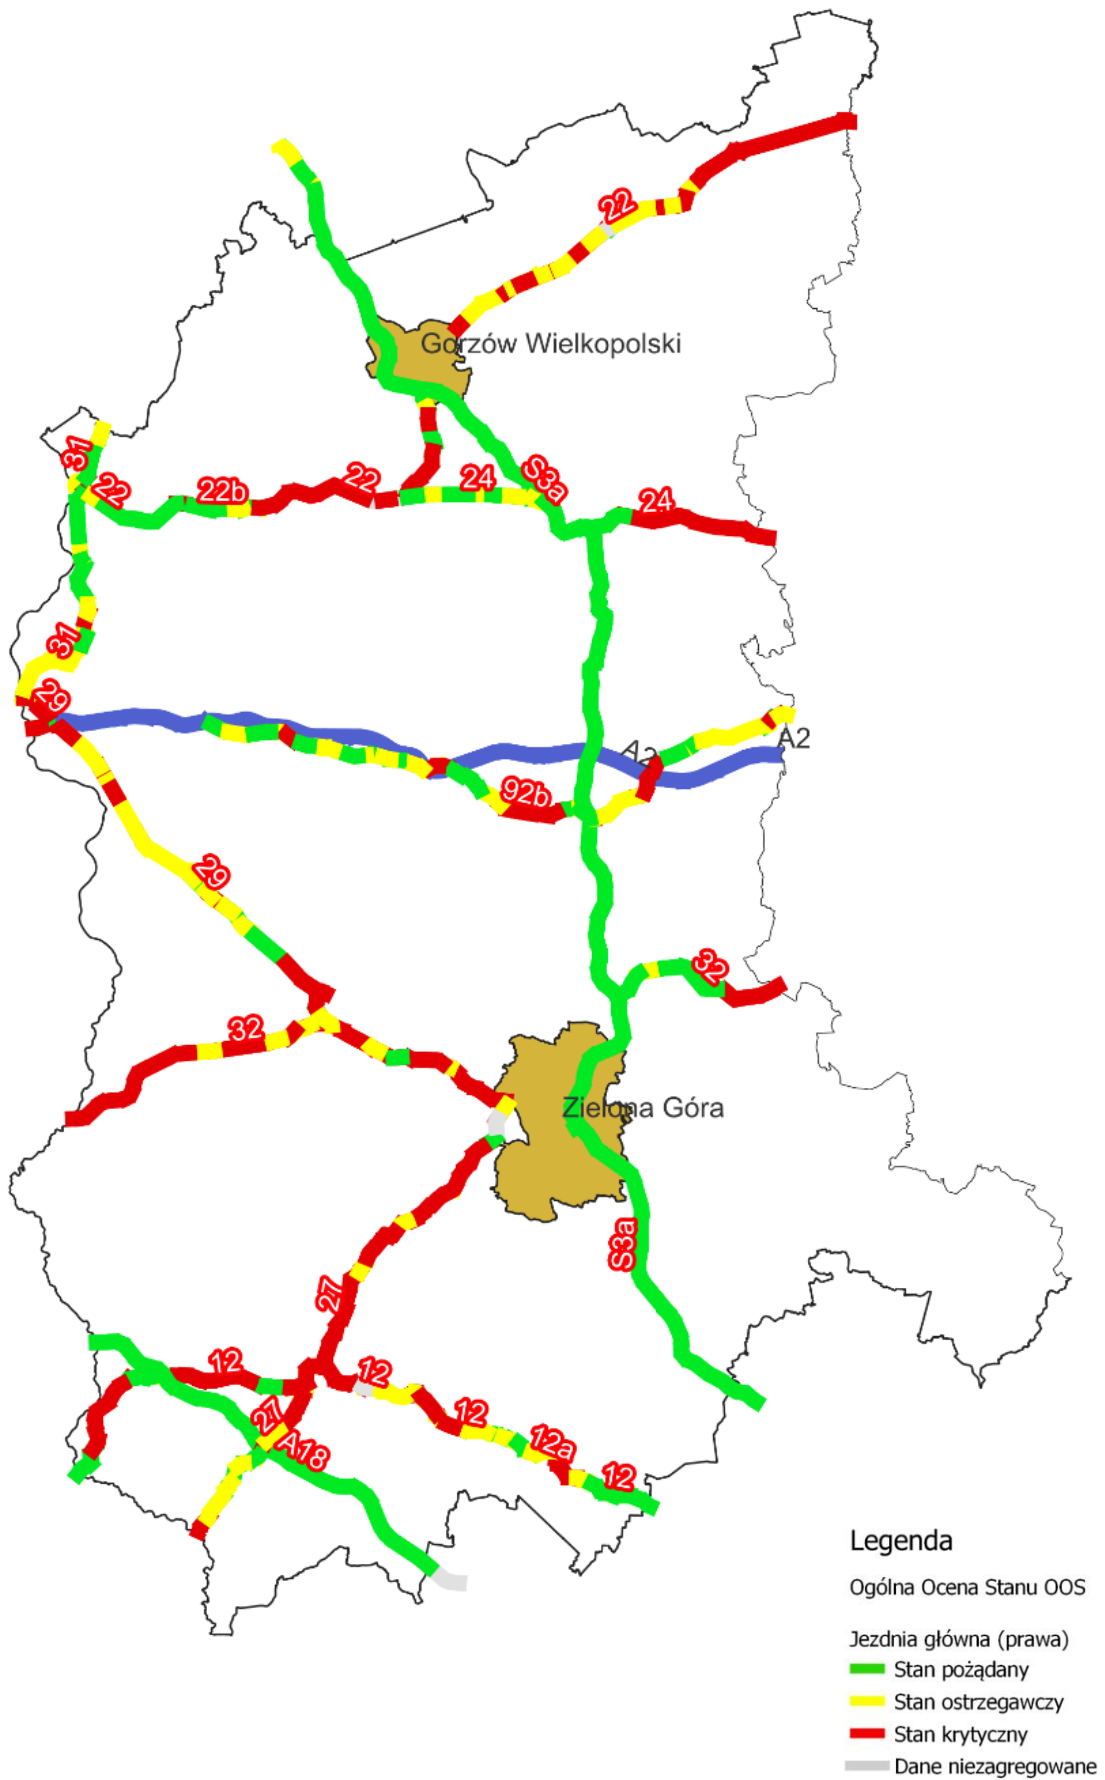 22
Gorzów Wielkopolski
31
22
22b
22
24
S3a
24
31
29
A2
A2
92b
29
32
32
Zielona Góra
S3a
27
12
12
27
A18
12
12a
12
Legenda
Ogólna Ocena Stanu OOS
Jezdnia główna (prawa)
Stan pożądany
Stan ostrzegawczy
Stan krytyczny
Dane niezagregowane